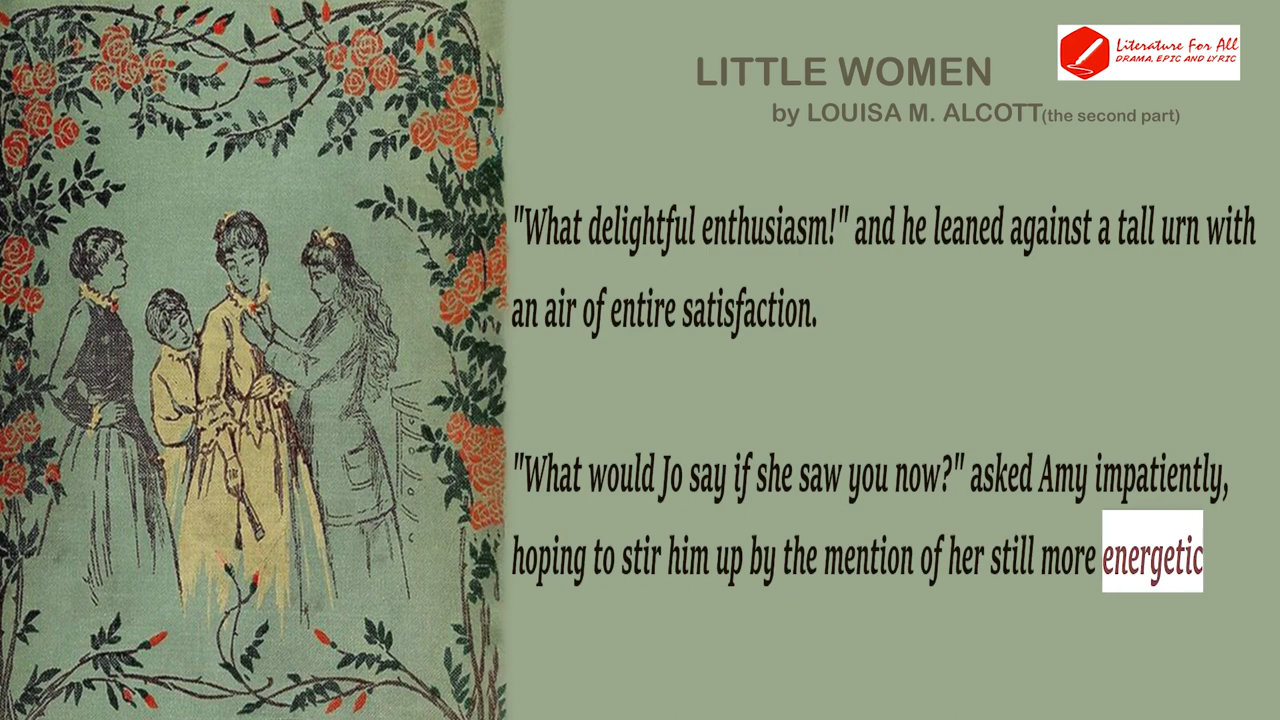 LITTLE WOMEN
by LOUISA M. ALCOTT(the second part)
Literature For All
DRAMA, EPIC AND LYRIC
"What delightful enthusiasm!" and he leaned against a tall urn with
an air of entire satisfaction.
"What would Jo say if she saw you now?" asked Amy impatiently,
hoping to stir him up by the mention of her still more energetic